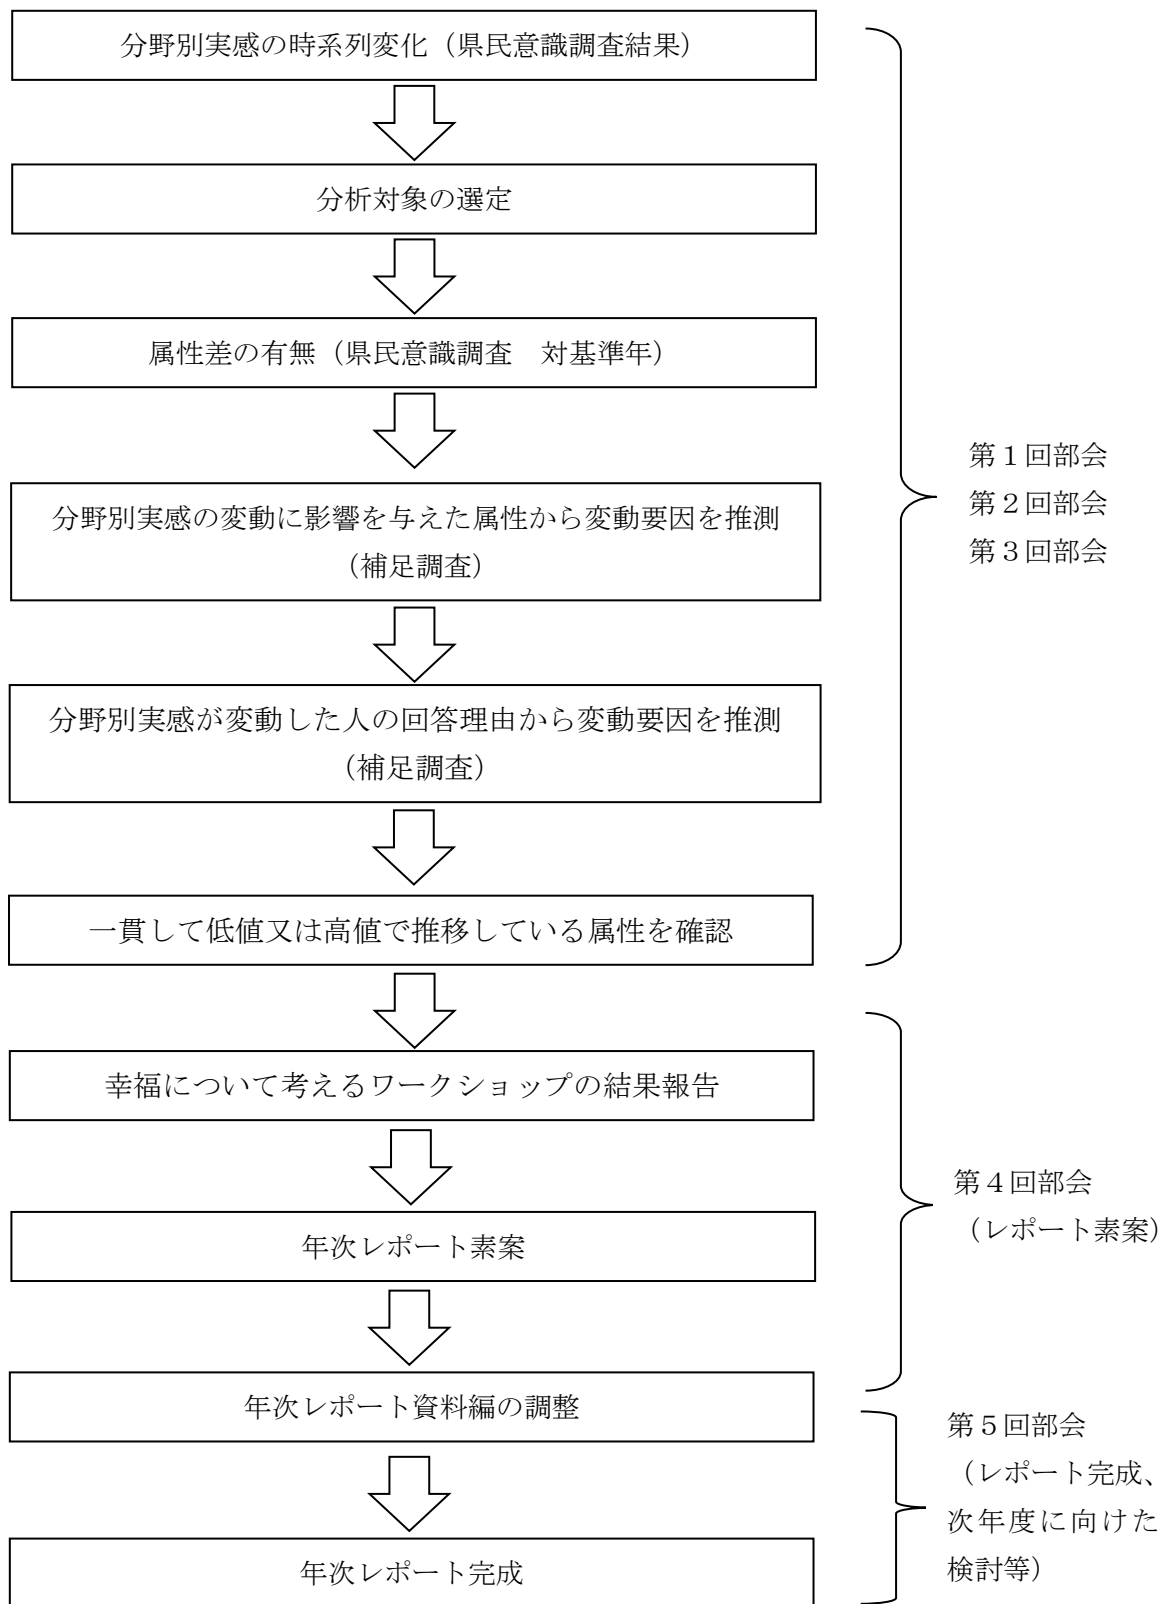 分野別実感の時系列変化（県民意識調査結果）
分析対象の選定
属性差の有無（県民意識調査　対基準年）
分野別実感の変動に影響を与えた属性から変動要因を推測
（補足調査）
分野別実感が変動した人の回答理由から変動要因を推測
（補足調査）
一貫して低値又は高値で推移している属性を確認
第１回部会
第２回部会
第３回部会
幸福について考えるワークショップの結果報告
年次レポート素案
年次レポート資料編の調整
第４回部会
（レポート素案）
年次レポート完成
第５回部会
（レポート完成、
次年度に向けた
検討等）